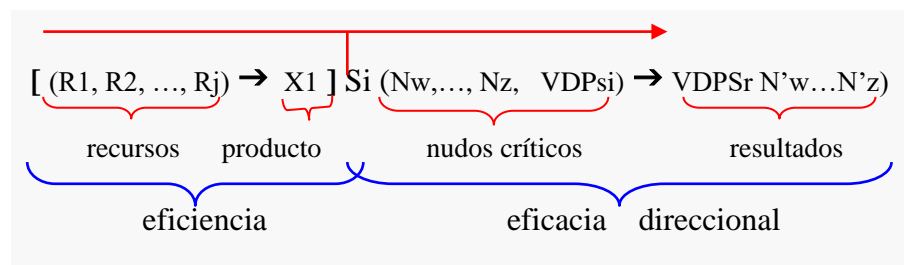 [ (R1, R2, …, Rj) ➔ X1 ] Si (Nw,…, Nz, VDPsi) ➔ VDPSr N’w…N’z)
recursos producto nudos críticos resultados
eficiencia eficacia direccional